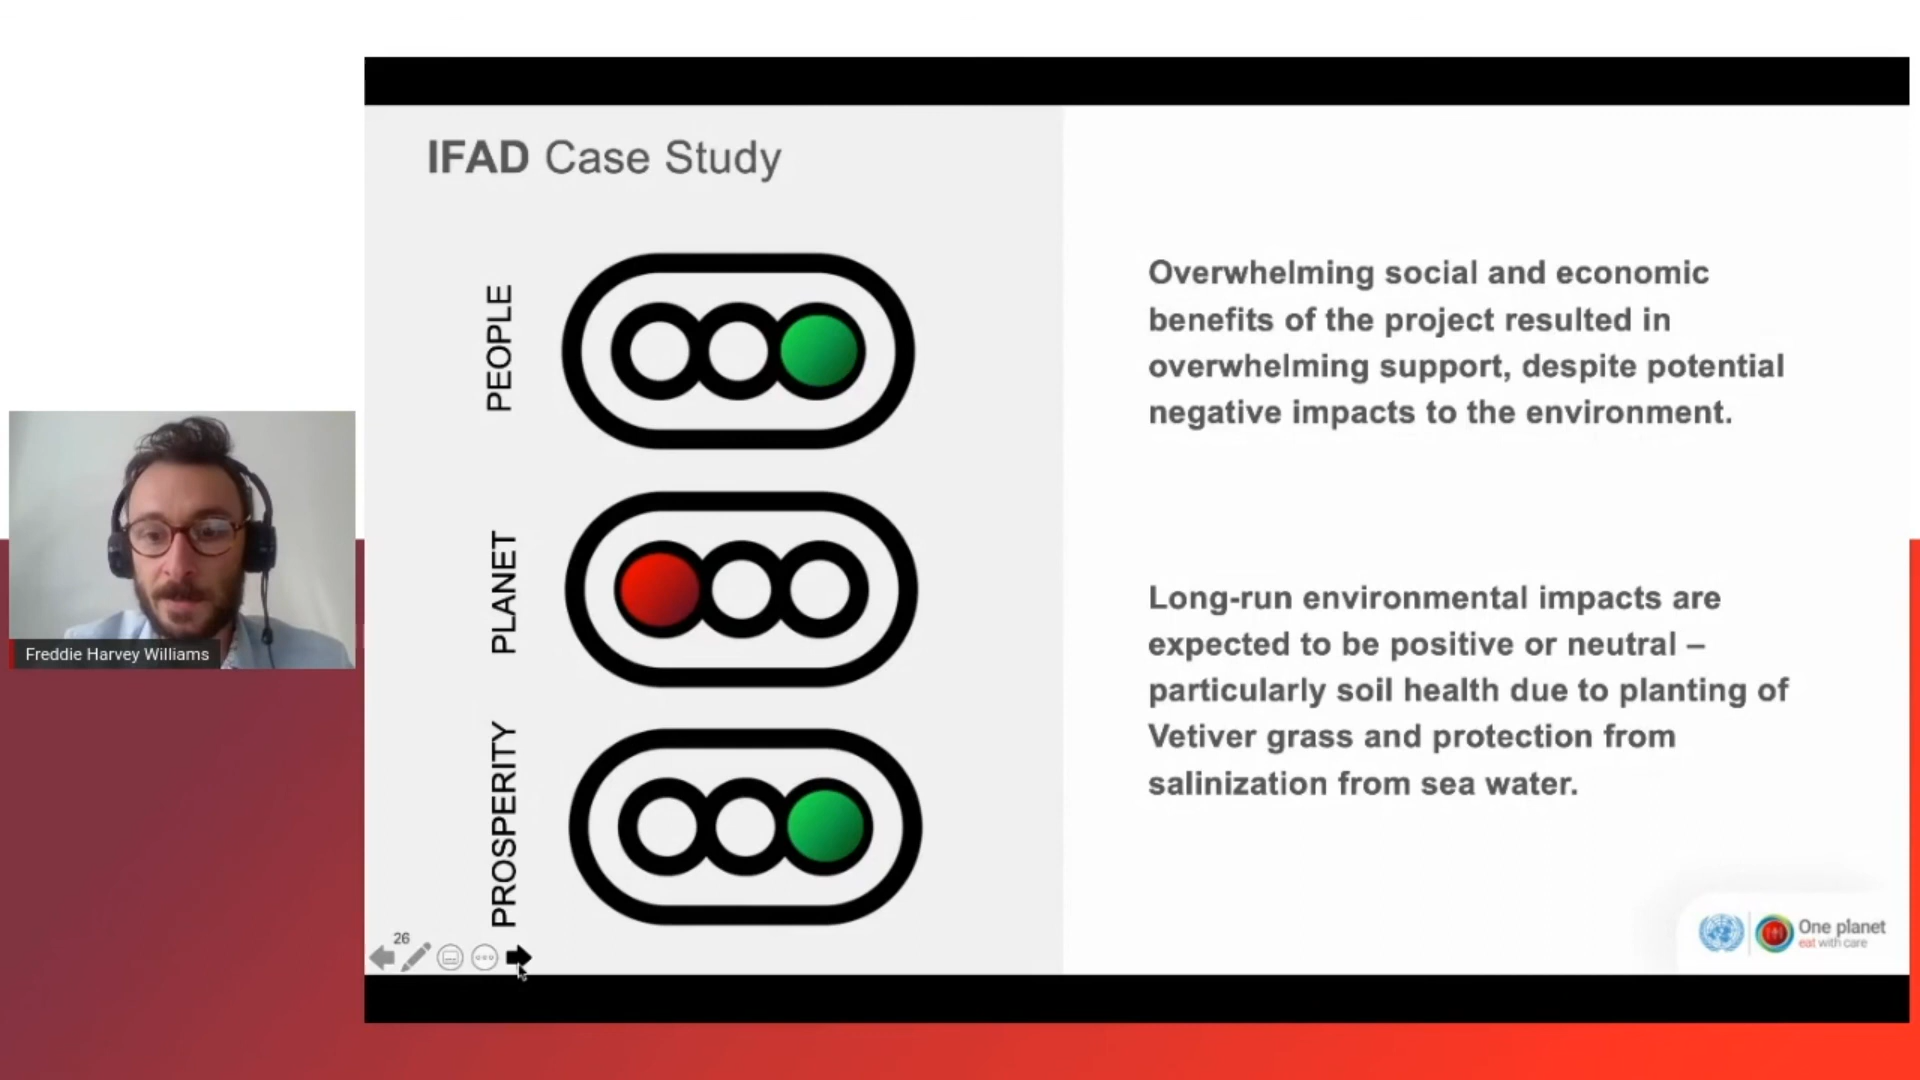 IFAD Case Study
PEOPLE
PLANET
PROSPERITY
Overwhelming social and economic
benefits of the project resulted in
overwhelming support, despite potential
negative impacts to the environment.
Long-run environmental impacts are
expected to be positive or neutral –
particularly soil health due to planting of
Vetiver grass and protection from
salinization from sea water.
Freddie Harvey Williams
26
One planet
eat with care